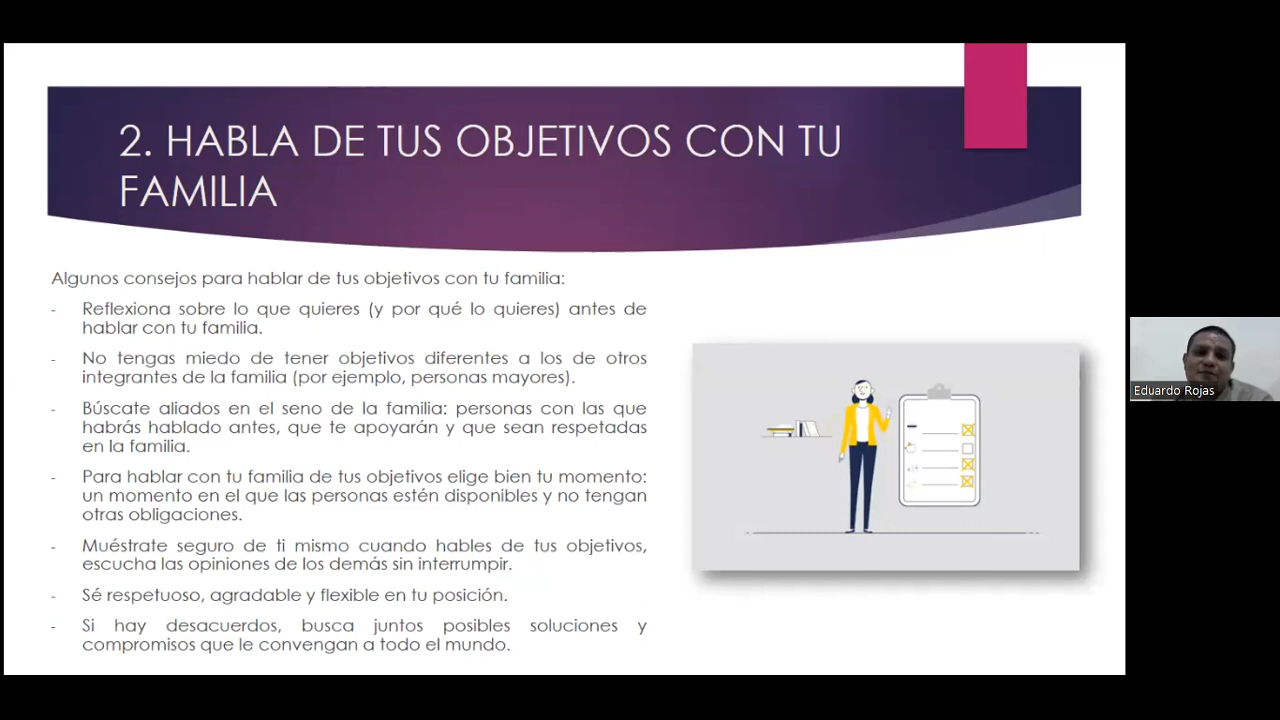 2. HABLA DE TUS OBJETIVOS CON TU
FAMILIA
Algunos consejos para hablar de tus objetivos con tu familia:
- Reflexiona sobre lo que quieres (y por qué lo quieres) antes de
hablar con tu familia.
- No tengas miedo de tener objetivos diferentes a los de otros
integrantes de la familia (por ejemplo, personas mayores).
- Búscate aliados en el seno de la familia: personas con las que
habrás hablado antes, que te apoyarán y que sean respetadas
en la familia.
- Para hablar con tu familia de tus objetivos elige bien tu momento:
un momento en el que las personas estén disponibles y no tengan
otras obligaciones.
- Muéstrate seguro de ti mismo cuando hables de tus objetivos,
escucha las opiniones de los demás sin interrumpir.
- Sé respetuoso, agradable y flexible en tu posición.
- Si hay desacuerdos, busca juntos posibles soluciones y
compromisos que le convengan a todo el mundo.
Eduardo Rojas